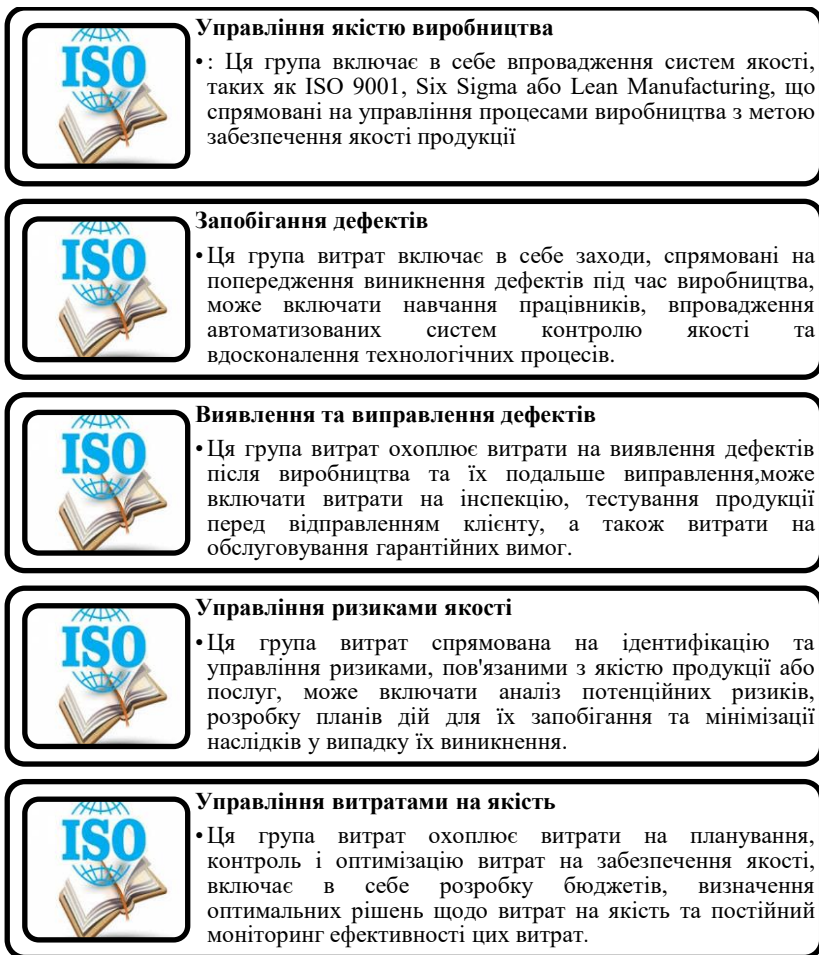 ISO
Управління якістю виробництва
•: Ця група включає в себе впровадження систем якості,
таких як ISO 9001, Six Sigma або Lean Manufacturing, що
спрямовані на управління процесами виробництва з метою
забезпечення якості продукції
ISO
Запобігання дефектів
•Ця група витрат включає в себе заходи, спрямовані на
попередження виникнення дефектів під час виробництва,
може включати навчання працівників, впровадження
автоматизованих систем контролю якості та
вдосконалення технологічних процесів.
ISO
Виявлення та виправлення дефектів
•Ця група витрат охоплює витрати на виявлення дефектів
після виробництва та їх подальше виправлення,може
включати витрати на інспекцію, тестування продукції
перед відправленням клієнту, а також витрати на
обслуговування гарантійних вимог.
ISO
Управління ризиками якості
•Ця група витрат спрямована на ідентифікацію та
управління ризиками, пов'язаними з якістю продукції або
послуг, може включати аналіз потенційних ризиків,
розробку планів дій для їх запобігання та мінімізації
наслідків у випадку їх виникнення.
ISO
Управління витратами на якість
•Ця група витрат охоплює витрати на планування,
контроль і оптимізацію витрат на забезпечення якості,
включає в себе розробку бюджетів, визначення
оптимальних рішень щодо витрат на якість та постійний
моніторинг ефективності цих витрат.